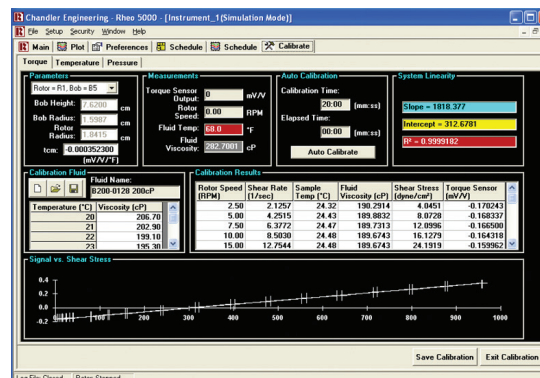 Chandler Engineering - Rheo 5000 - [Instrument_1(Simulation Mode)]
File Setup Security Window Help
Main Plot Preferences Schedule Schedule Calibrate
Torque Temperature Pressure
Parameters Measurements Auto Calibration System Linearity
Rotor = R1, Bob = B5
Bob Height: 7.6200 cm
Bob Radius: 1.5987 cm
Rotor Radius: 1.8415 cm
tcm: -0.000352300
(mV/V/°F)
Torque Sensor Output: 0 mV/V
Rotor Speed: 0.00 RPM
Fluid Temp: 68.0 °F
Fluid Viscosity: 282.7001 cP
Calibration Time:
20:00 (mm:ss)
Elapsed Time:
00:00 (mm:ss)
Auto Calibrate
Slope = 1818.377
Intercept = 312.6781
R² = 0.9999182
Calibration Fluid
Fluid Name:
B200-0128 200cP
Temperature (°C) Viscosity (cP)
20 206.70
21 202.90
22 199.10
23 195.30
Calibration Results
Rotor Speed (RPM) Shear Rate (1/sec) Sample Temp (°C) Fluid Viscosity (cP) Shear Stress (dyne/cm²) Torque Sensor (mV/V)
2.50 2.1257 24.32 190.2914 4.0451 -0.170243
5.00 4.2515 24.43 189.8832 8.0728 -0.168337
7.50 6.3772 24.47 189.7313 12.0996 -0.166500
10.00 8.5030 24.48 189.6743 16.1279 -0.164318
15.00 12.7544 24.48 189.6743 24.1919 -0.159962
Signal vs. Shear Stress
0.4
0.2
0.0
-0.2
100 200 300 400 500 600 700 800 900 1000
Save Calibration Exit Calibration
Log File: Closed Rotor Stopped